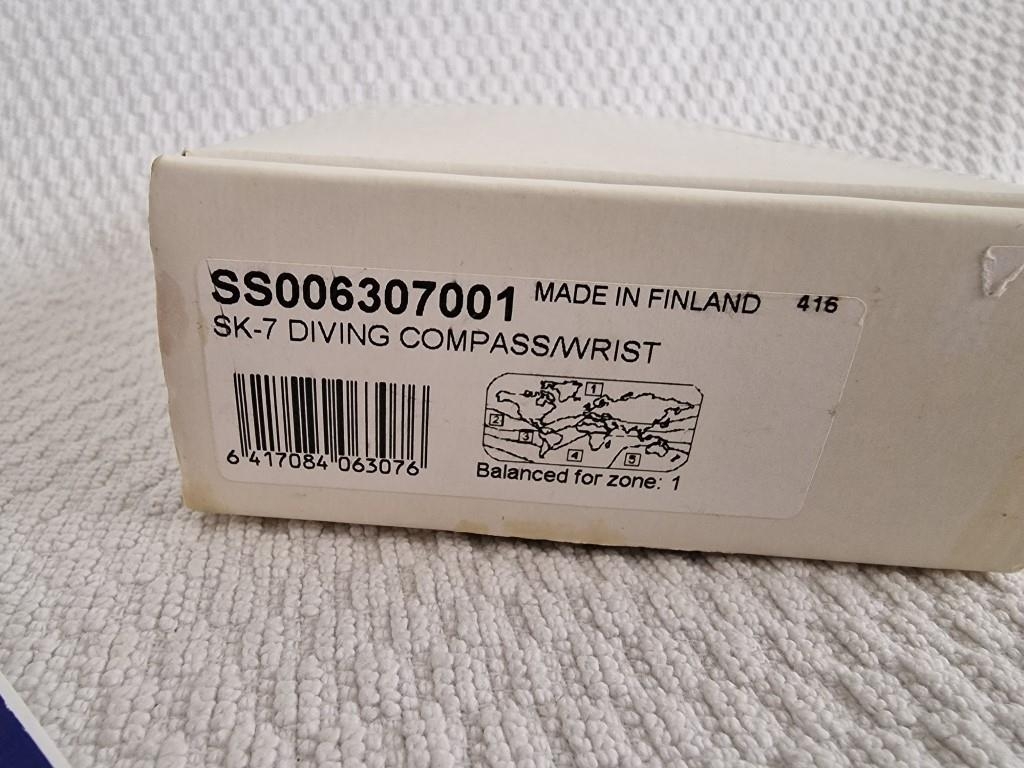 SS006307001 MADE IN FINLAND 416
SK-7 DIVING COMPASS/WRIST
1
2
3
4
5
6 417084 063076
Balanced for zone: 1